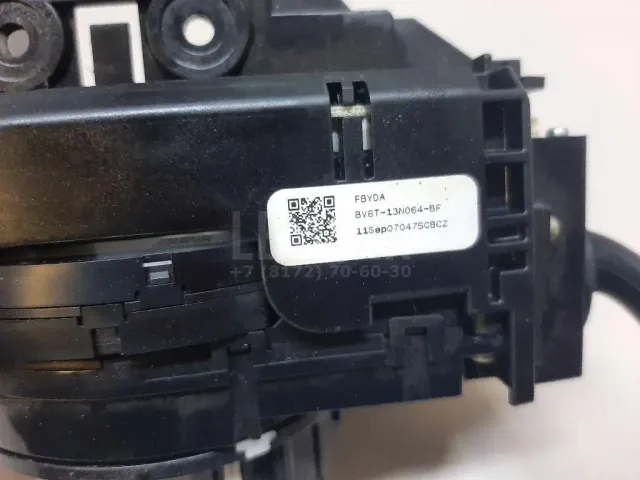 FBYDA
BV6T-13N064-BF
11Sep070475CBCZ
+7 (8172) 70-60-30